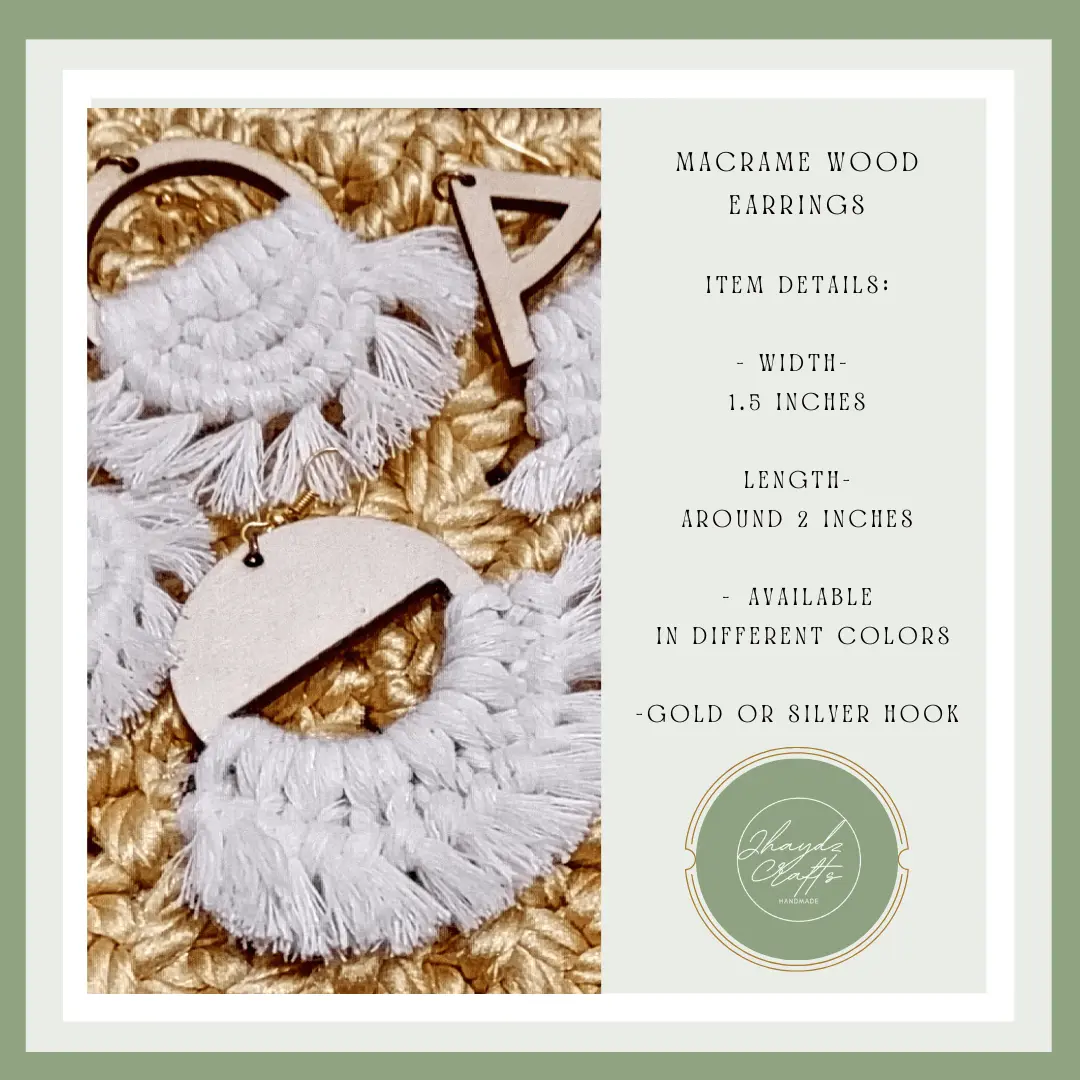 MACRAME WOOD
EARRINGS
ITEM DETAILS:
- WIDTH-
1.5 INCHES
LENGTH-
AROUND 2 INCHES
- AVAILABLE
IN DIFFERENT COLORS
-GOLD OR SILVER HOOK
Jhaydz
Crafts
HANDMADE